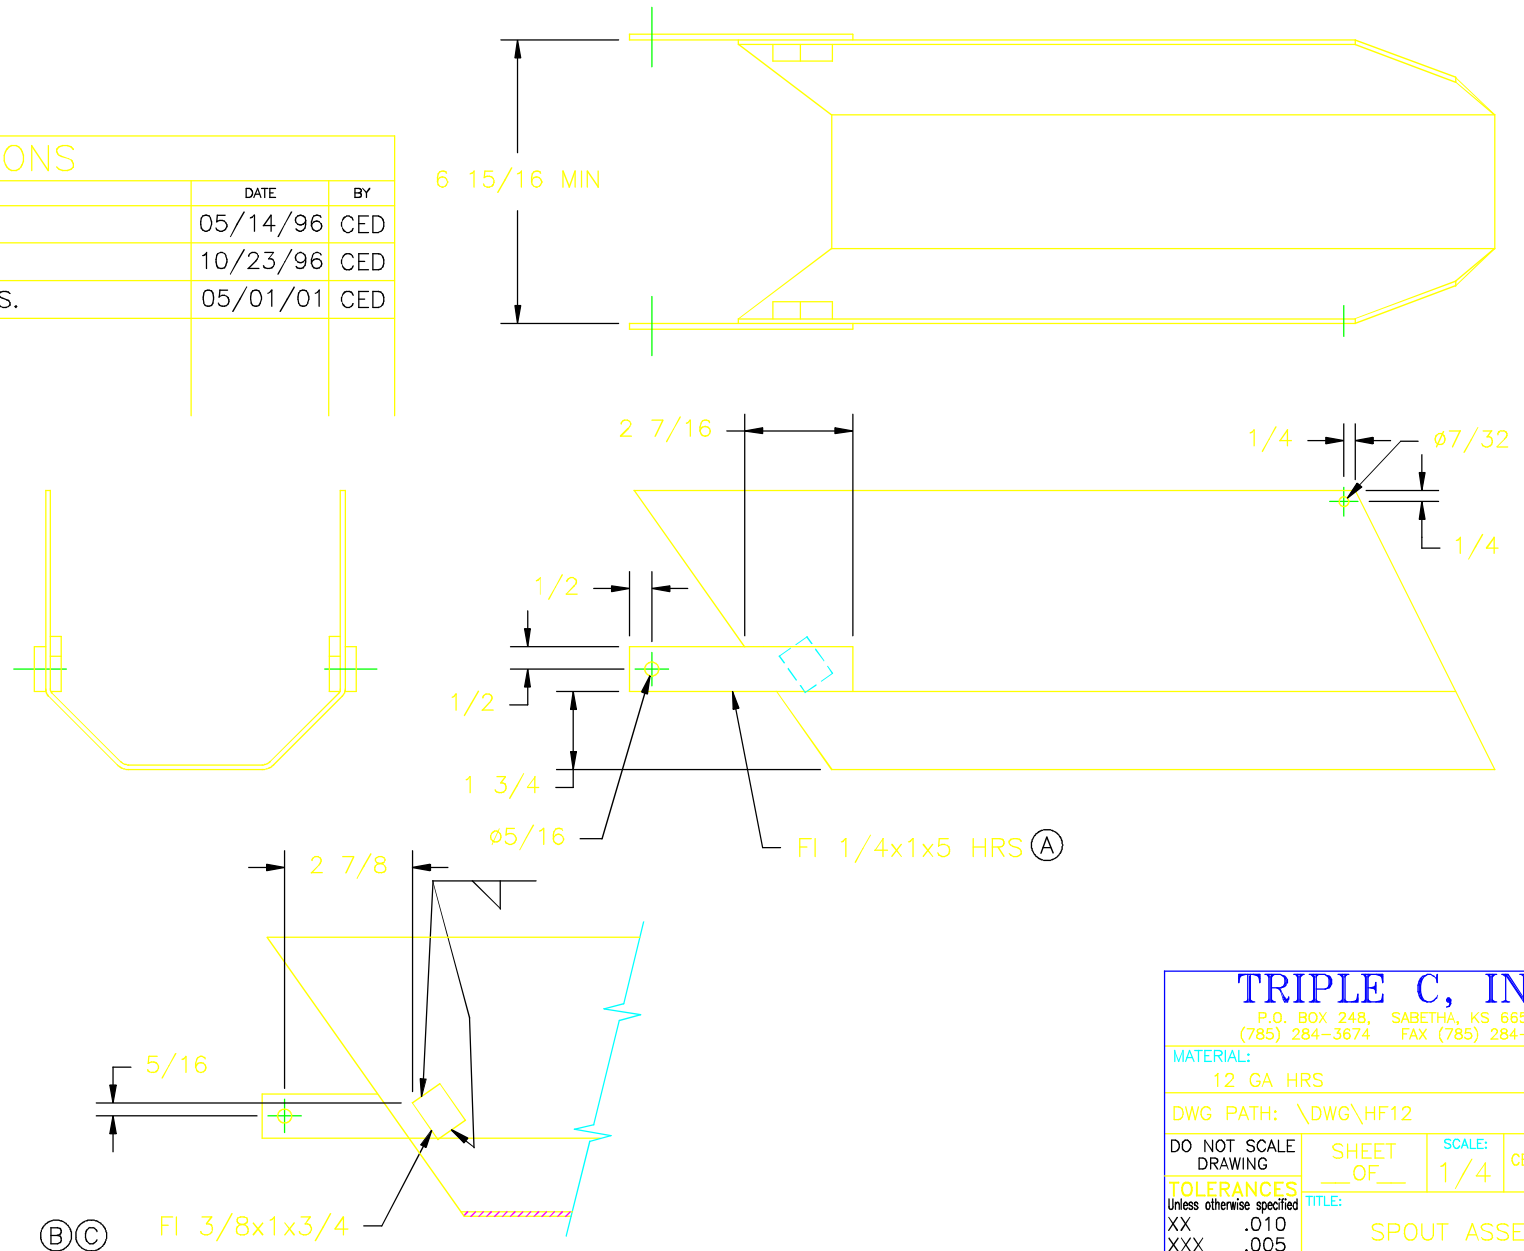 6 15/16 MIN
ONS
DATE BY
05/14/96 CED
10/23/96 CED
S. 05/01/01 CED
2 7/16
1/4
ø7/32
1/4
1/2
1/2
1 3/4
ø5/16
Fl 1/4x1x5 HRS A
2 7/8
5/16
Fl 3/8x1x3/4
B C
TRIPLE C, IN
P.O. BOX 248, SABETHA, KS 665
(785) 284-3674 FAX (785) 284-
MATERIAL:
12 GA HRS
DWG PATH: \DWG\HF12
DO NOT SCALE
DRAWING
SHEET
__OF__
SCALE:
1/4
TOLERANCES
Unless otherwise specified
XX .010
XXX .005
TITLE:
SPOUT ASSE